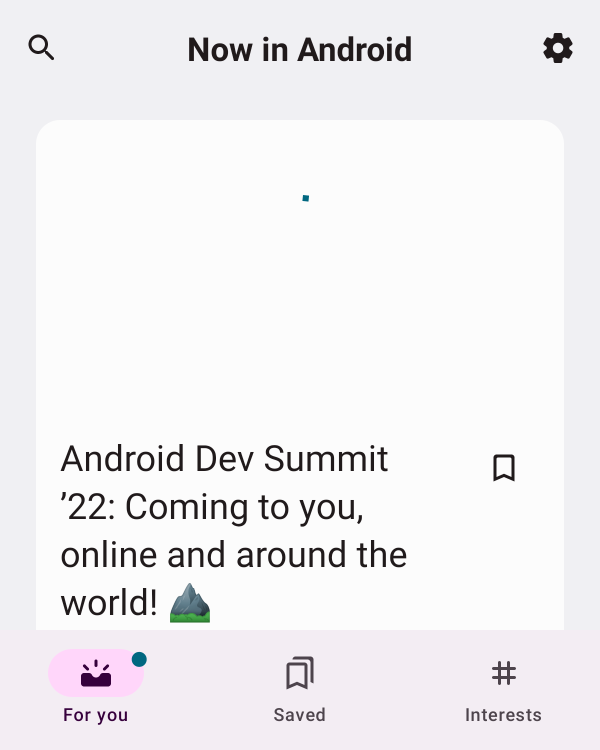 Now in Android
Android Dev Summit
’22: Coming to you,
online and around the
world! ⛰️
For you
Saved
Interests